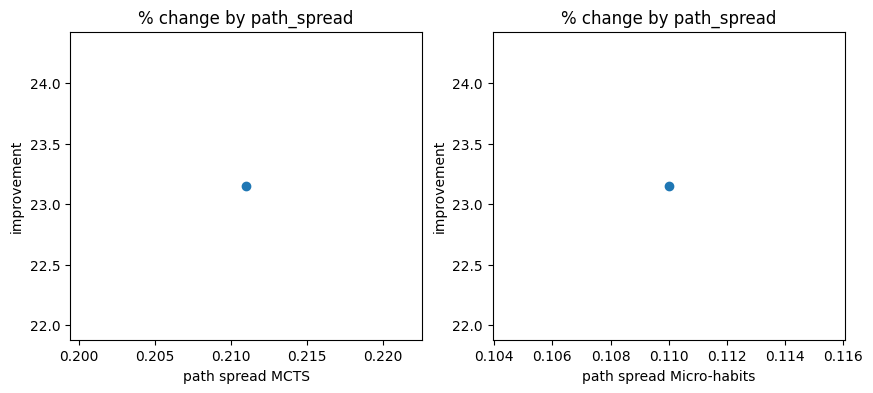 % change by path_spread
improvement
24.0
23.5
23.0
22.5
22.0
0.200 0.205 0.210 0.215 0.220
path spread MCTS
% change by path_spread
improvement
24.0
23.5
23.0
22.5
22.0
0.104 0.106 0.108 0.110 0.112 0.114 0.116
path spread Micro-habits